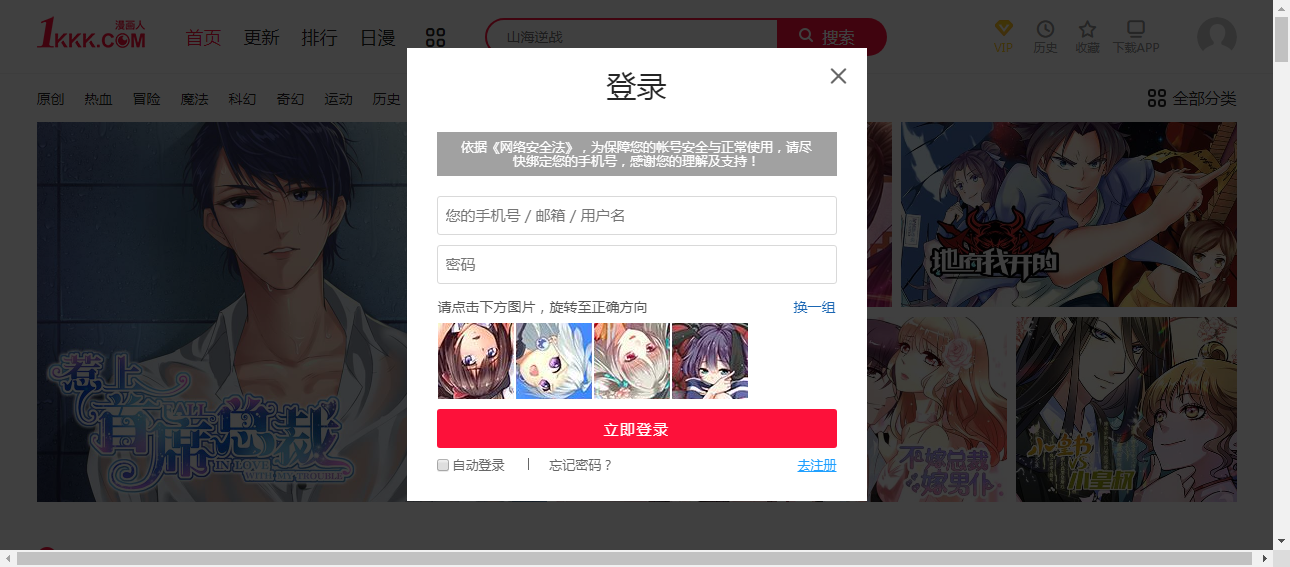 漫画人
1KKK.COM
首页 更新 排行 日漫
山海逆战
搜索
VIP 历史 收藏 下载APP
登录
原创 热血 冒险 魔法 科幻 奇幻 运动 历史
全部分类
依据《网络安全法》，为保障您的帐号安全与正常使用，请尽
快绑定您的手机号，感谢您的理解及支持！
您的手机号 / 邮箱 / 用户名
密码
地府我开的
请点击下方图片，旋转至正确方向 换一组
惹上
首席总裁
CALL
IN LOVE
WITH MY TROUBLE
立即登录
不嫁总裁
嫁男仆
小皇叔
自动登录 | 忘记密码？ 去注册